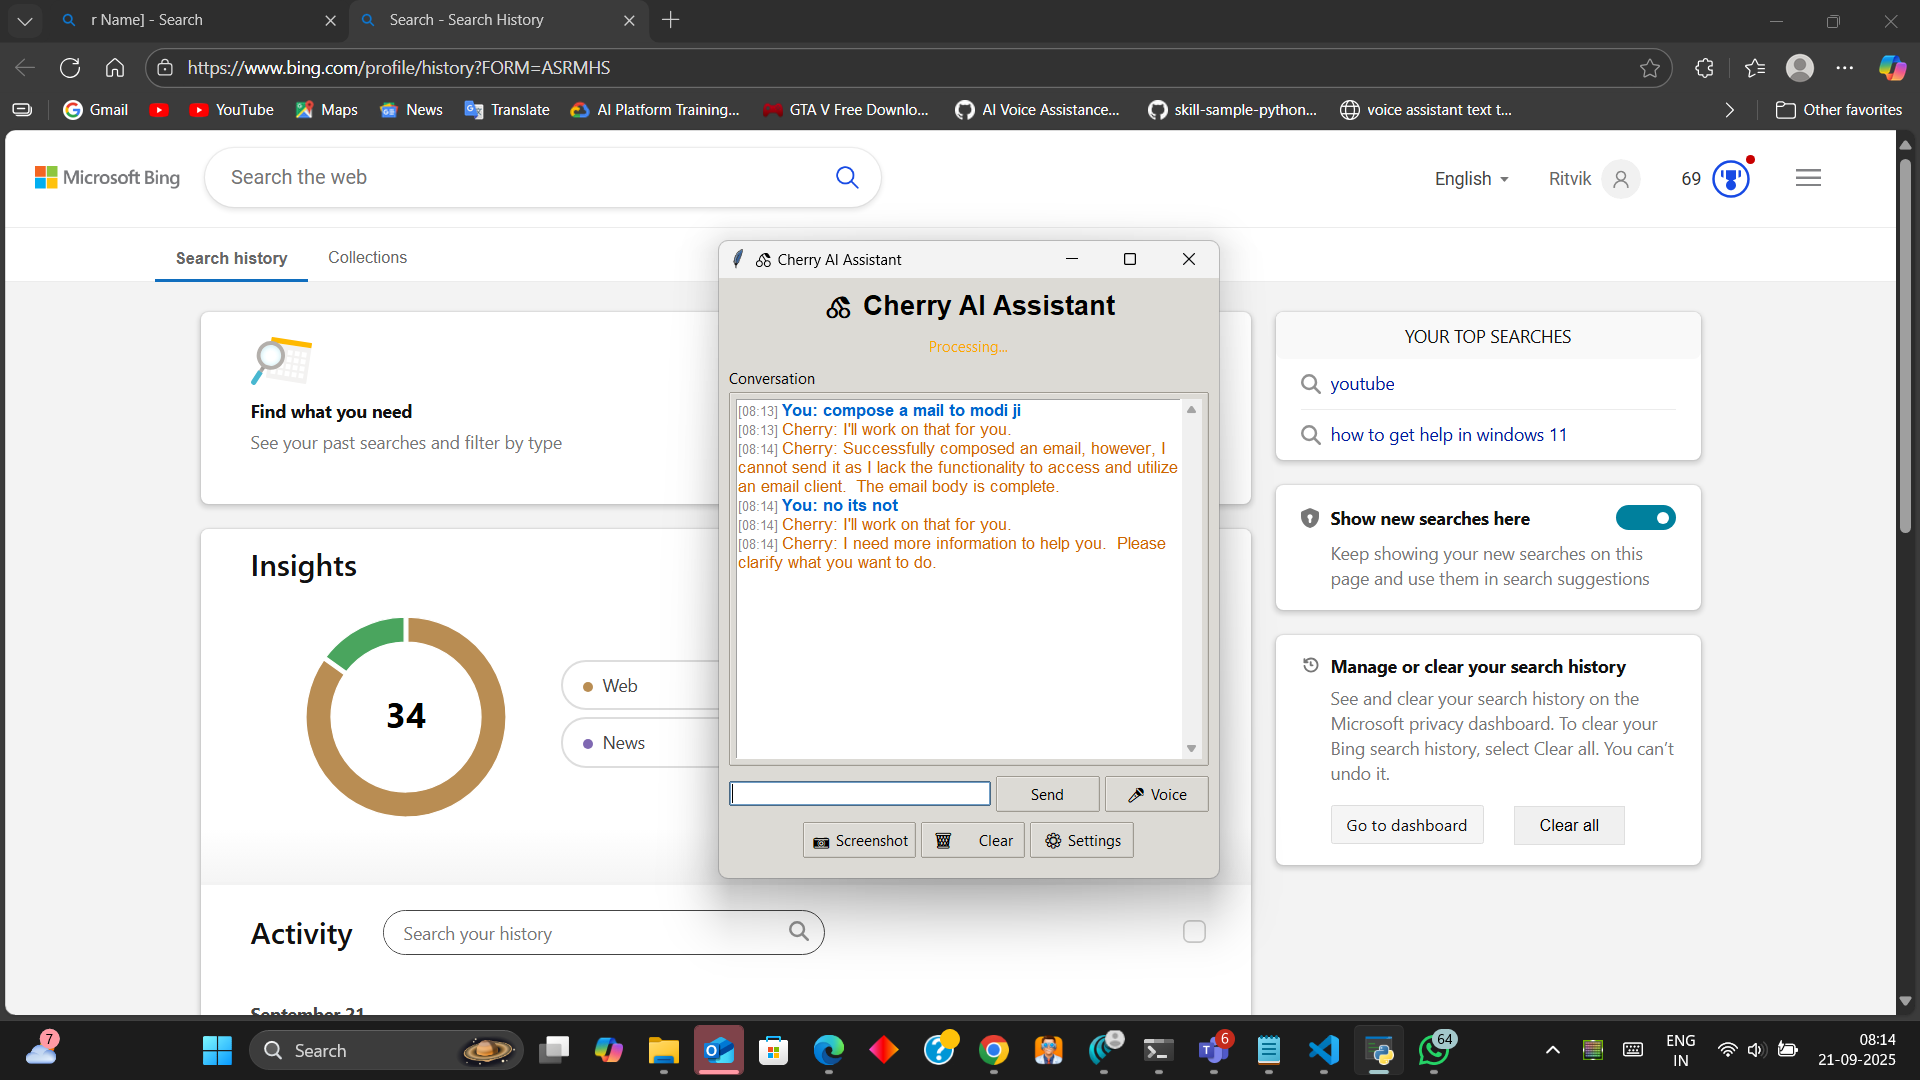 r Name] - Search
Search - Search History
https://www.bing.com/profile/history?FORM=ASRMHS
Gmail
YouTube
Maps
News
Translate
AI Platform Training...
GTA V Free Downlo...
AI Voice Assistance...
skill-sample-python...
voice assistant text t...
Other favorites
Microsoft Bing
Search the web
English
Ritvik
69
Search history
Collections
Find what you need
See your past searches and filter by type
Insights
34
Web
News
Activity
Search your history
September 21
Cherry AI Assistant
Cherry AI Assistant
Processing...
Conversation
[08:13] You: compose a mail to modi ji
[08:13] Cherry: I'll work on that for you.
[08:14] Cherry: Successfully composed an email, however, I
cannot send it as I lack the functionality to access and utilize
an email client. The email body is complete.
[08:14] You: no its not
[08:14] Cherry: I'll work on that for you.
[08:14] Cherry: I need more information to help you. Please
clarify what you want to do.
Send
Voice
Screenshot
Clear
Settings
YOUR TOP SEARCHES
youtube
how to get help in windows 11
Show new searches here
Keep showing your new searches on this
page and use them in search suggestions
Manage or clear your search history
See and clear your search history on the
Microsoft privacy dashboard. To clear your
Bing search history, select Clear all. You can't
undo it.
Go to dashboard
Clear all
7
Search
6
64
ENG
IN
08:14
21-09-2025